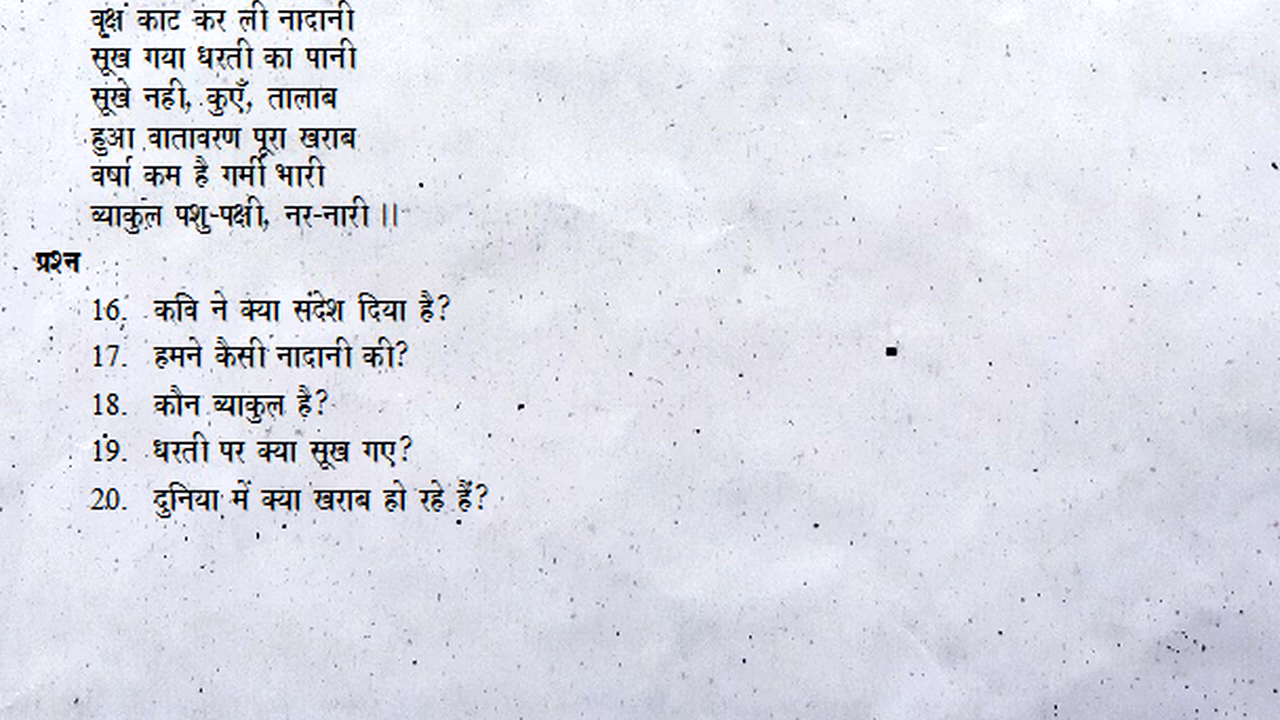 वृक्ष काट कर ली नादानी
सूख गया धरती का पानी
सूखे नही, कुएँ, तालाब
हुआ वातावरण पूरा खराब
वर्षा कम है गर्मी भारी
व्याकुल पशु-पक्षी, नर-नारी ॥
प्रश्न
16. कवि ने क्या संदेश दिया है?
17. हमने कैसी नादानी की?
18. कौन व्याकुल है?
19. धरती पर क्या सूख गए?
20. दुनिया में क्या खराब हो रहे हैं?